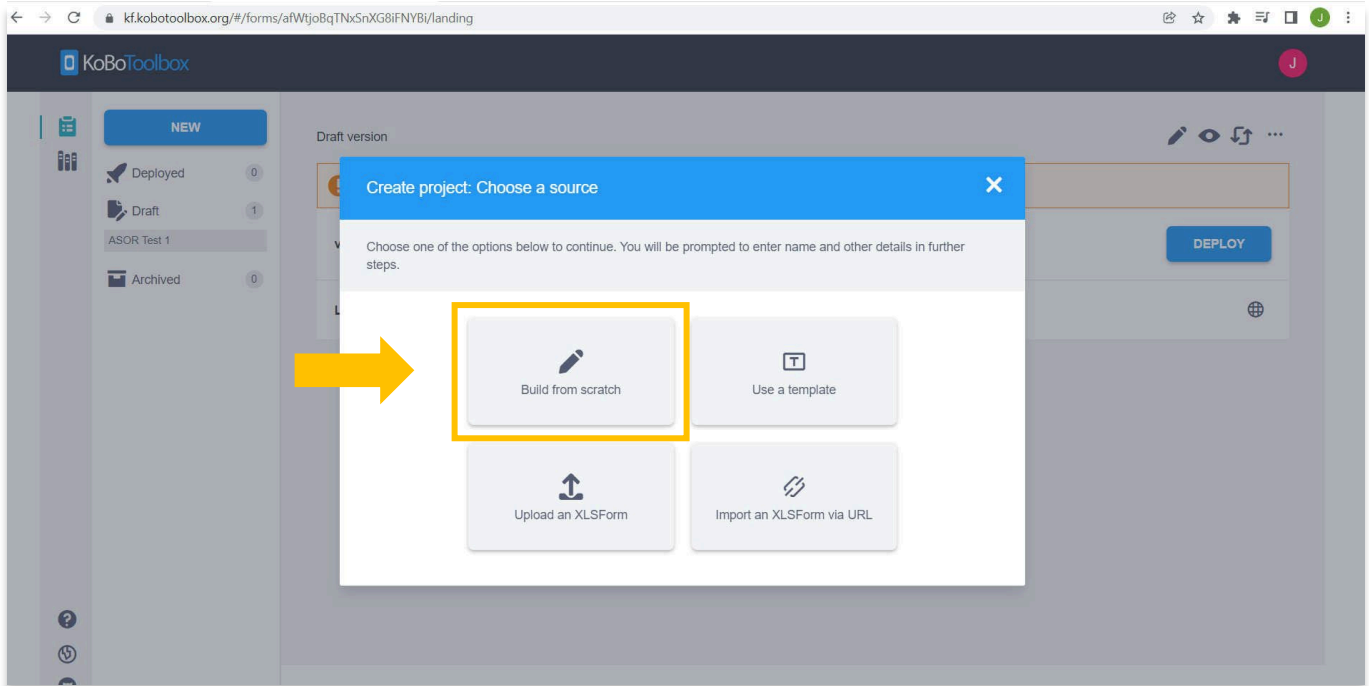 kf.kobotoolbox.org/#/forms/afWtjoBqTNxSnXG8iFNYBi/landing
J
KoBoToolbox
J
NEW
Draft version
Deployed 0
Draft 1
ASOR Test 1
Archived 0
Create project: Choose a source
Choose one of the options below to continue. You will be prompted to enter name and other details in further
steps.
v
DEPLOY
L
Build from scratch
T
Use a template
Upload an XLSForm
Import an XLSForm via URL
?